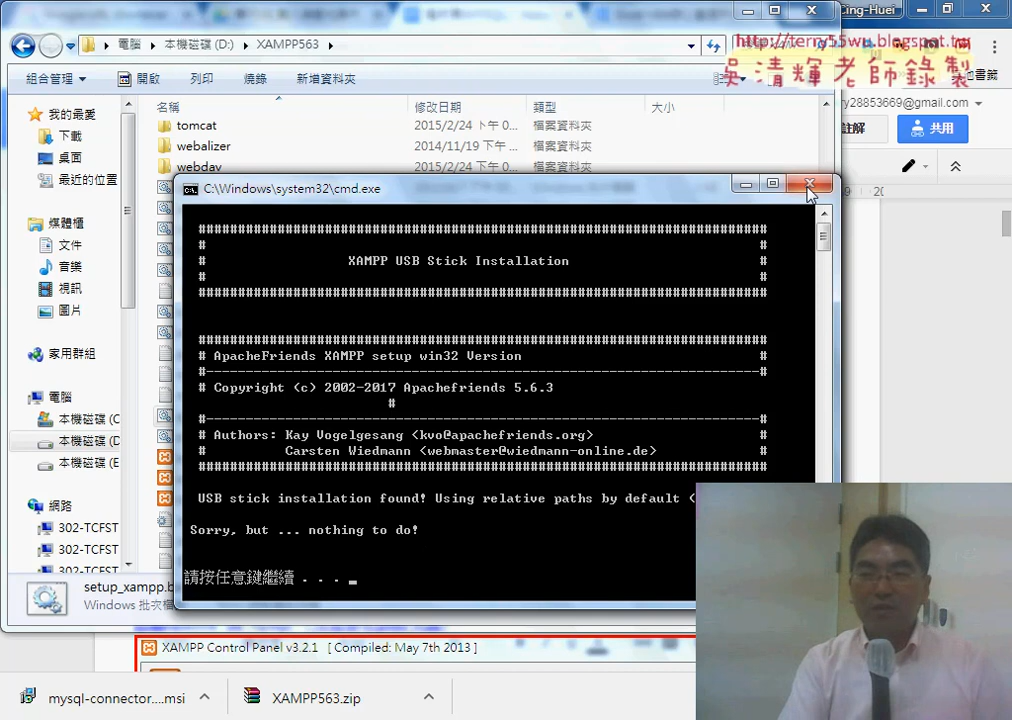 Cing-Huei
電腦 ▸ 本機磁碟 (D:) ▸ XAMPP563 ▸
http://terry55wu.blogspot.tw
吳清輝老師錄製
書籤
組合管理 開啟 列印 燒錄 新增資料夾
ry28853669@gmail.com
註解
共用
我的最愛
下載
桌面
最近的位置
媒體櫃
文件
音樂
視訊
圖片
家用群組
電腦
本機磁碟 (C
本機磁碟 (D
本機磁碟 (E
網路
302-TCFST
302-TCFST
302-TCFST
名稱 修改日期 類型 大小
tomcat 2015/2/24 下午 0... 檔案資料夾
webalizer 2014/11/19 下午 ... 檔案資料夾
webdav 2015/2/24 下午 0... 檔案資料夾
C:\Windows\system32\cmd.exe
###########################################################################
# #
# XAMPP USB Stick Installation #
# #
###########################################################################
###########################################################################
# ApacheFriends XAMPP setup win32 Version #
#-------------------------------------------------------------------------#
# Copyright (c) 2002-2017 Apachefriends 5.6.3
#
#-------------------------------------------------------------------------#
# Authors: Kay Vogelgesang <kvo@apachefriends.org> #
# Carsten Wiedmann <webmaster@wiedmann-online.de> #
###########################################################################
USB stick installation found! Using relative paths by default (
Sorry, but ... nothing to do!
請按任意鍵繼續 . . . _
setup_xampp.b
Windows 批次檔
XAMPP Control Panel v3.2.1 [ Compiled: May 7th 2013 ]
mysql-connector....msi
XAMPP563.zip